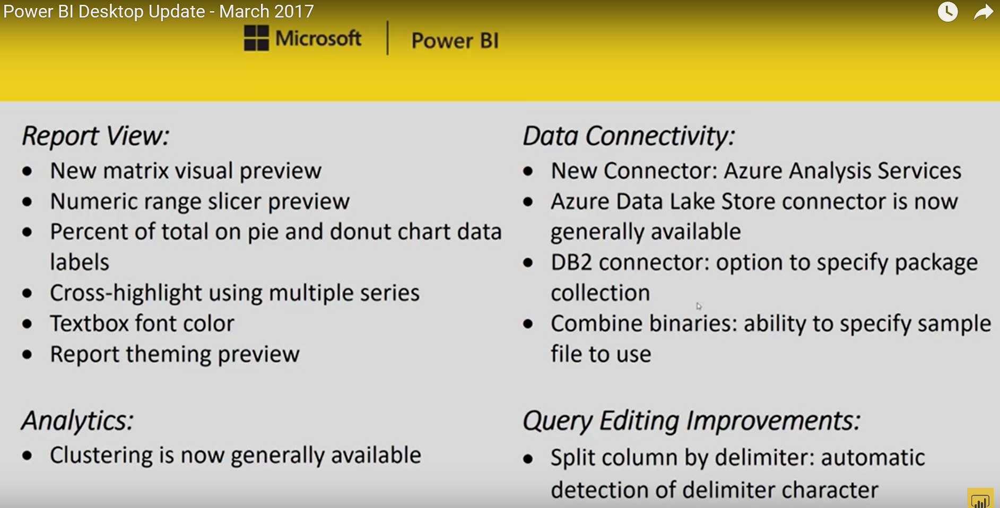 Power BI Desktop Update - March 2017
Microsoft | Power BI
Report View:
• New matrix visual preview
• Numeric range slicer preview
• Percent of total on pie and donut chart data
labels
• Cross-highlight using multiple series
• Textbox font color
• Report theming preview
Analytics:
• Clustering is now generally available
Data Connectivity:
• New Connector: Azure Analysis Services
• Azure Data Lake Store connector is now
generally available
• DB2 connector: option to specify package
collection
• Combine binaries: ability to specify sample
file to use
Query Editing Improvements:
• Split column by delimiter: automatic
detection of delimiter character